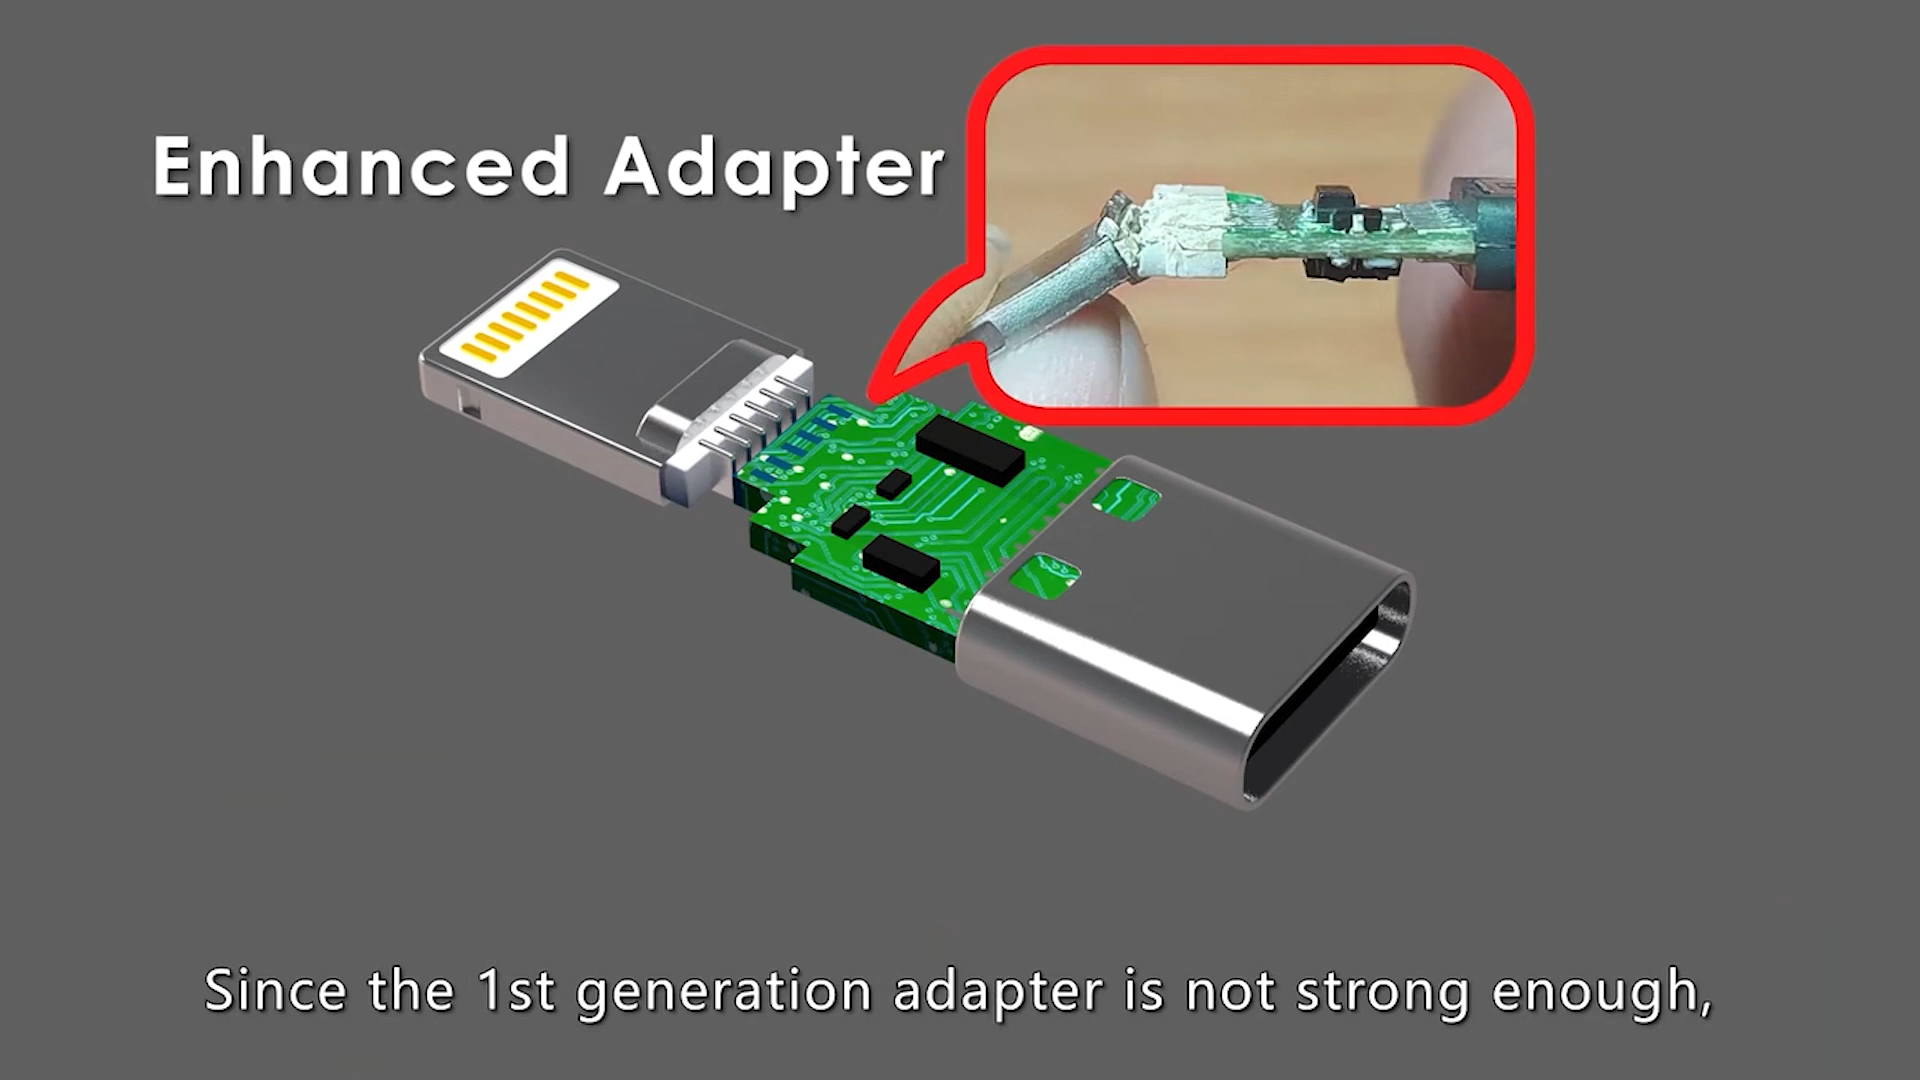 Enhanced Adapter
Since the 1st generation adapter is not strong enough,